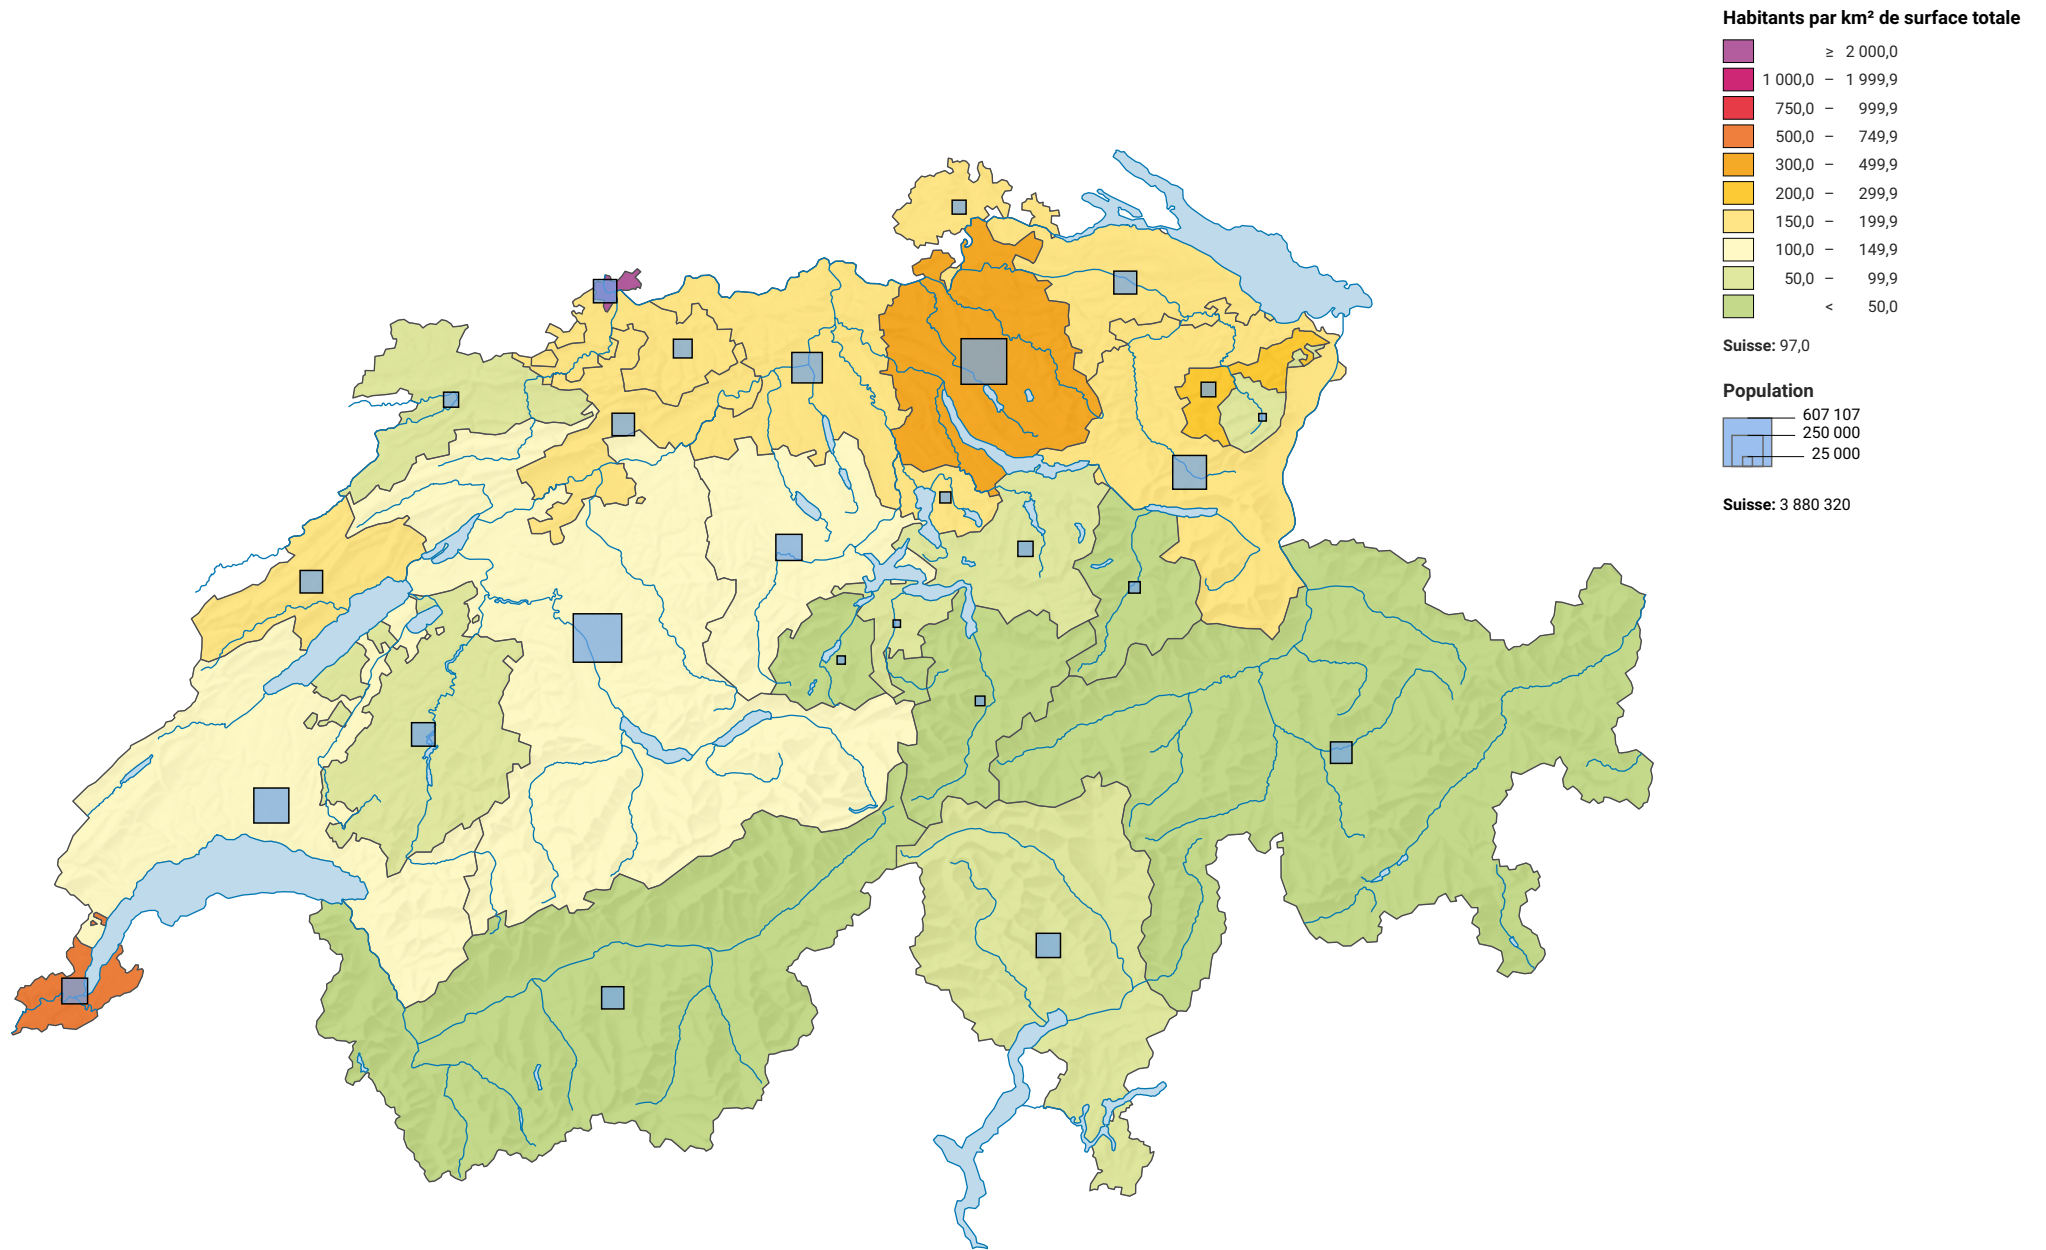 Habitants par km² de surface totale
≥ 2 000,0
1 000,0 – 1 999,9
750,0 – 999,9
500,0 – 749,9
300,0 – 499,9
200,0 – 299,9
150,0 – 199,9
100,0 – 149,9
50,0 – 99,9
< 50,0
Suisse: 97,0
Population
607 107
250 000
25 000
Suisse: 3 880 320